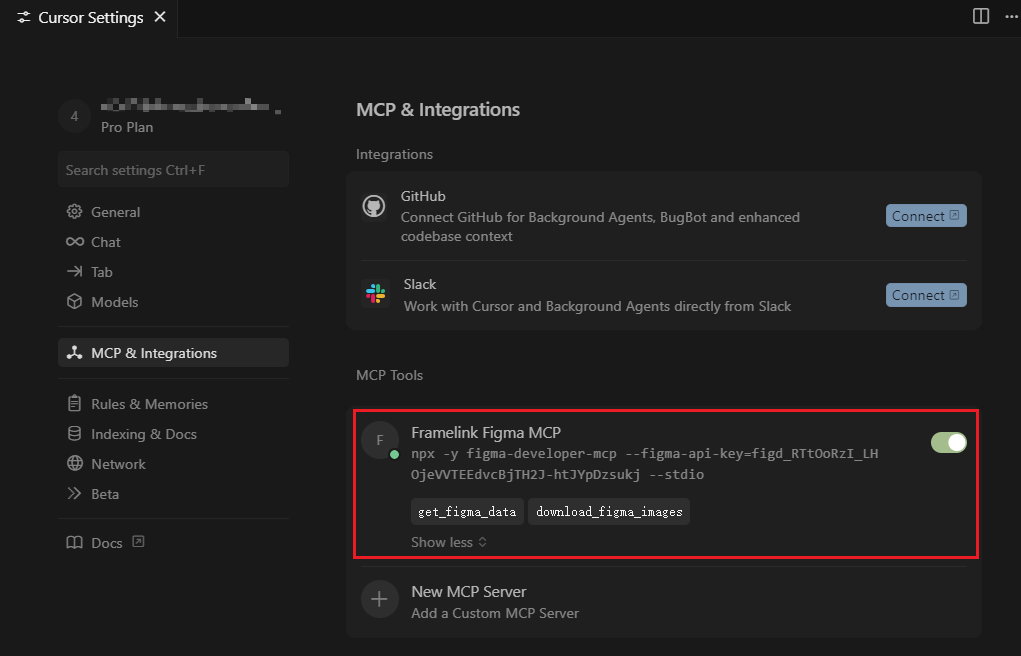 Cursor Settings
4
Pro Plan
Search settings Ctrl+F
General
Chat
Tab
Models
MCP & Integrations
Rules & Memories
Indexing & Docs
Network
Beta
Docs
MCP & Integrations
Integrations
GitHub
Connect GitHub for Background Agents, BugBot and enhanced
codebase context
Connect
Slack
Work with Cursor and Background Agents directly from Slack
Connect
MCP Tools
F
Framelink Figma MCP
npx -y figma-developer-mcp --figma-api-key=figd_RTtOoRzI_LH
OjeVVTEEdvcBjTH2J-htJYpDzsukj --stdio
get_figma_data
download_figma_images
Show less
New MCP Server
Add a Custom MCP Server